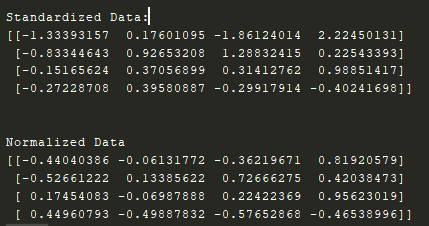 Standardized Data:
[[-1.33393157 0.17601095 -1.86124014 2.22450131]
[-0.83344643 0.92653208 1.28832415 0.22543393]
[-0.15165624 0.37056899 0.31412762 0.98851417]
[-0.27228708 0.39580887 -0.29917914 -0.40241698]]
Normalized Data
[[-0.44040386 -0.06131772 -0.36219671 0.81920579]
[-0.52661222 0.13385622 0.72666275 0.42038473]
[ 0.17454083 -0.06987888 0.22422369 0.95623019]
[ 0.44960793 -0.49887832 -0.57652868 -0.46538996]]